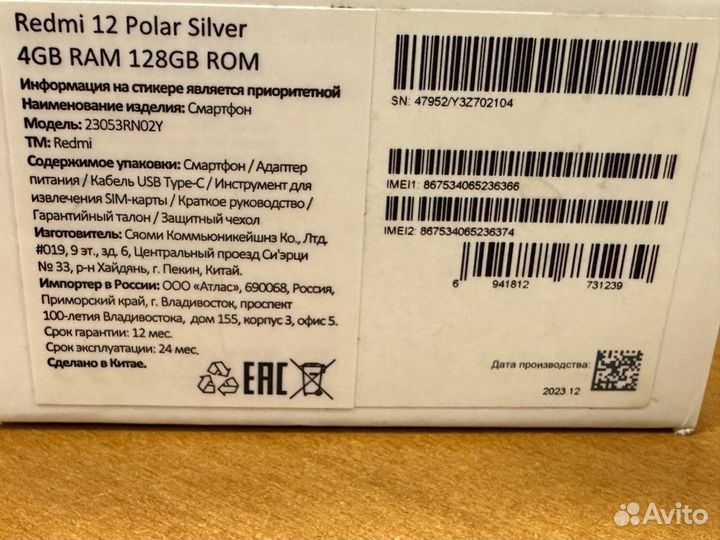 Redmi 12 Polar Silver
4GB RAM 128GB ROM
Информация на стикере является приоритетной
Наименование изделия: Смартфон
Модель: 23053RN02Y
ТМ: Redmi
Содержимое упаковки: Смартфон / Адаптер
питания / Кабель USB Type-C / Инструмент для
извлечения SIM-карты / Краткое руководство /
Гарантийный талон / Защитный чехол
Изготовитель: Сяоми Коммьюникейшнз Ко., Лтд.
#019, 9 эт., зд. 6, Центральный проезд Си'эрци
№ 33, р-н Хайдянь, г. Пекин, Китай.
Импортер в России: ООО «Атлас», 690068, Россия,
Приморский край, г. Владивосток, проспект
100-летия Владивостока, дом 155, корпус 3, офис 5.
Срок гарантии: 12 мес.
Срок эксплуатации: 24 мес.
Сделано в Китае.
EAC
SN: 47952/Y3Z702104
IMEI1: 867534065236366
IMEI2: 867534065236374
6 941812 731239
Дата производства:
2023.12
Avito